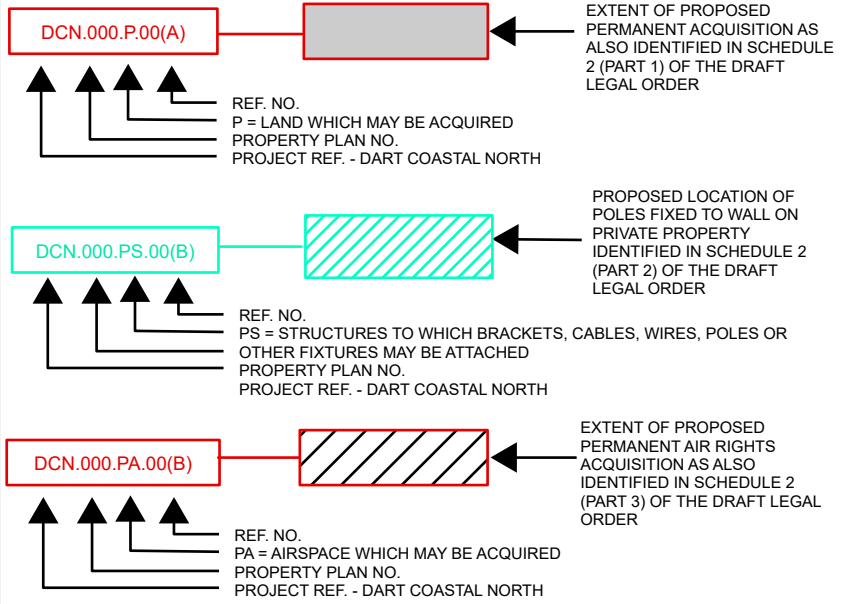 DCN.000.P.00(A)
EXTENT OF PROPOSED
PERMANENT ACQUISITION AS
ALSO IDENTIFIED IN SCHEDULE
2 (PART 1) OF THE DRAFT
LEGAL ORDER
REF. NO.
P = LAND WHICH MAY BE ACQUIRED
PROPERTY PLAN NO.
PROJECT REF. - DART COASTAL NORTH
DCN.000.PS.00(B)
PROPOSED LOCATION OF
POLES FIXED TO WALL ON
PRIVATE PROPERTY
IDENTIFIED IN SCHEDULE 2
(PART 2) OF THE DRAFT
LEGAL ORDER
REF. NO.
PS = STRUCTURES TO WHICH BRACKETS, CABLES, WIRES, POLES OR
OTHER FIXTURES MAY BE ATTACHED
PROPERTY PLAN NO.
PROJECT REF. - DART COASTAL NORTH
DCN.000.PA.00(B)
EXTENT OF PROPOSED
PERMANENT AIR RIGHTS
ACQUISITION AS ALSO
IDENTIFIED IN SCHEDULE 2
(PART 3) OF THE DRAFT LEGAL
ORDER
REF. NO.
PA = AIRSPACE WHICH MAY BE ACQUIRED
PROPERTY PLAN NO.
PROJECT REF. - DART COASTAL NORTH